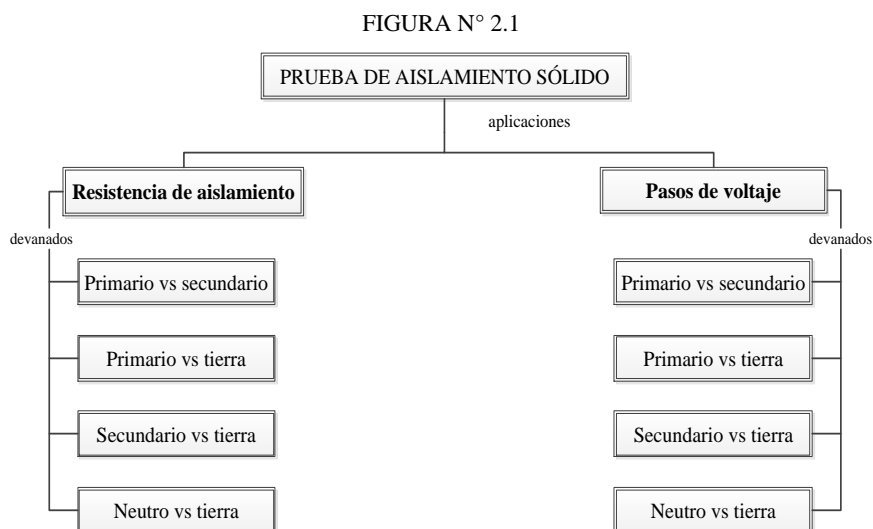 FIGURA N° 2.1
PRUEBA DE AISLAMIENTO SÓLIDO
aplicaciones
Resistencia de aislamiento
devanados
Primario vs secundario
Primario vs tierra
Secundario vs tierra
Neutro vs tierra
Pasos de voltaje
devanados
Primario vs secundario
Primario vs tierra
Secundario vs tierra
Neutro vs tierra